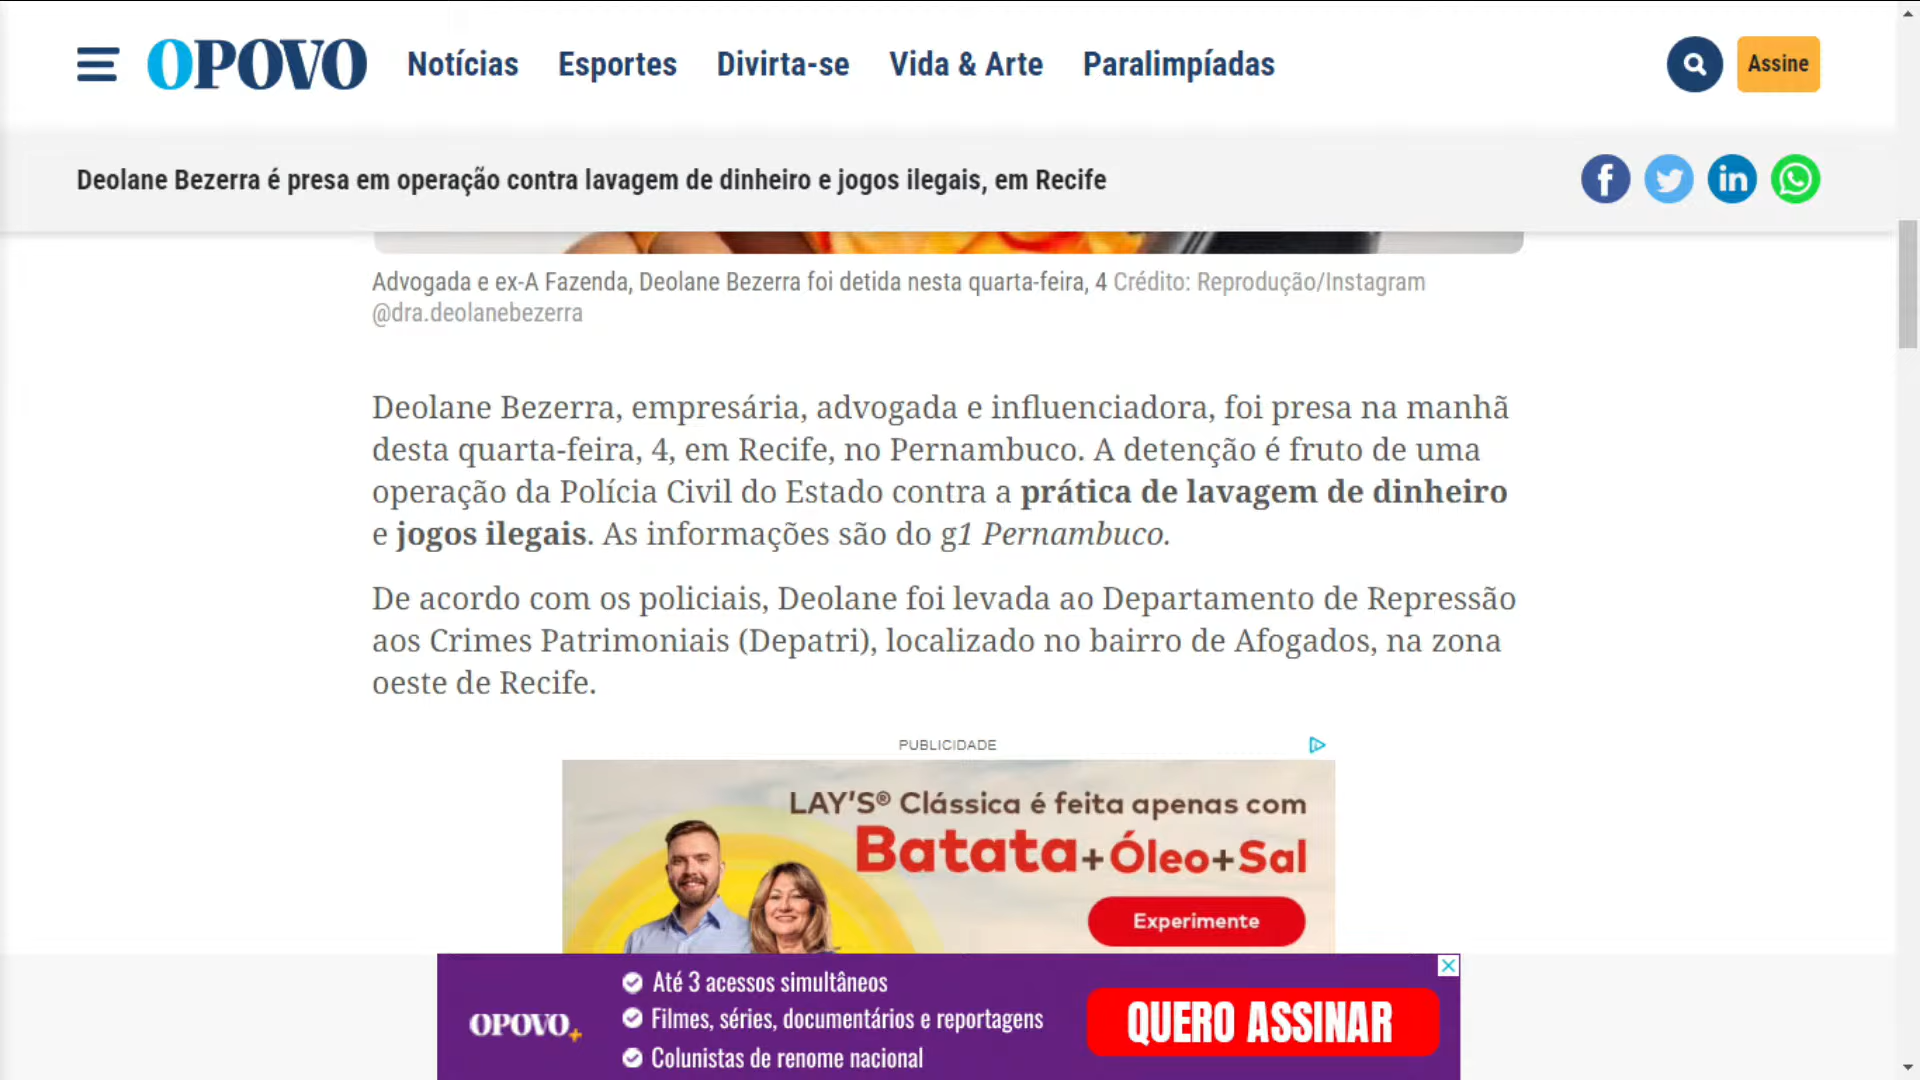 OPOVO Notícias Esportes Divirta-se Vida & Arte Paralimpíadas Assine
Deolane Bezerra é presa em operação contra lavagem de dinheiro e jogos ilegais, em Recife
Advogada e ex-A Fazenda, Deolane Bezerra foi detida nesta quarta-feira, 4 Crédito: Reprodução/Instagram
@dra.deolanebezerra
Deolane Bezerra, empresária, advogada e influenciadora, foi presa na manhã
desta quarta-feira, 4, em Recife, no Pernambuco. A detenção é fruto de uma
operação da Polícia Civil do Estado contra a prática de lavagem de dinheiro
e jogos ilegais. As informações são do g1 Pernambuco.
De acordo com os policiais, Deolane foi levada ao Departamento de Repressão
aos Crimes Patrimoniais (Depatri), localizado no bairro de Afogados, na zona
oeste de Recife.
PUBLICIDADE
LAY'S® Clássica é feita apenas com
Batata+Óleo+Sal
Experimente
OPOVO+
Até 3 acessos simultâneos
Filmes, séries, documentários e reportagens
Colunistas de renome nacional
QUERO ASSINAR